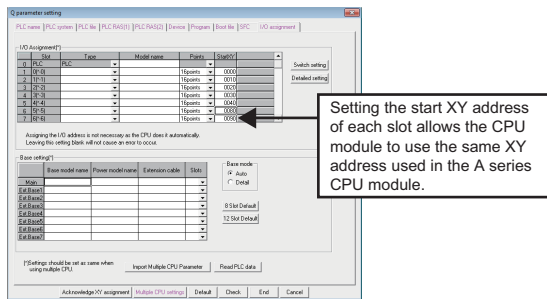 Q parameter setting
PLC name PLC system PLC file PLC RAS(1) PLC RAS(2) Device Program Boot file SFC I/O assignment
I/O Assignment(*)
Slot Type Model name Points StartXY
0 PLC PLC
1 0(*-0) 16points 0000
2 1(*-1) 16points 0010
3 2(*-2) 16points 0020
4 3(*-3) 16points 0030
5 4(*-4) 16points 0040
6 5(*-5) 16points 0080
7 6(*-6) 16points 0090
Switch setting
Detailed setting
Assigning the I/O address is not necessary as the CPU does it automatically.
Leaving this setting blank will not cause an error to occur.
Setting the start XY address
of each slot allows the CPU
module to use the same XY
address used in the A series
CPU module.
Base setting(*)
Base model name Power model name Extension cable Slots
Main
Ext.Base1
Ext.Base2
Ext.Base3
Ext.Base4
Ext.Base5
Ext.Base6
Ext.Base7
Base mode
Auto
Detail
8 Slot Default
12 Slot Default
(*)Settings should be set as same when
using multiple CPU.
Import Multiple CPU Parameter Read PLC data
Acknowledge XY assignment Multiple CPU settings Default Check End Cancel